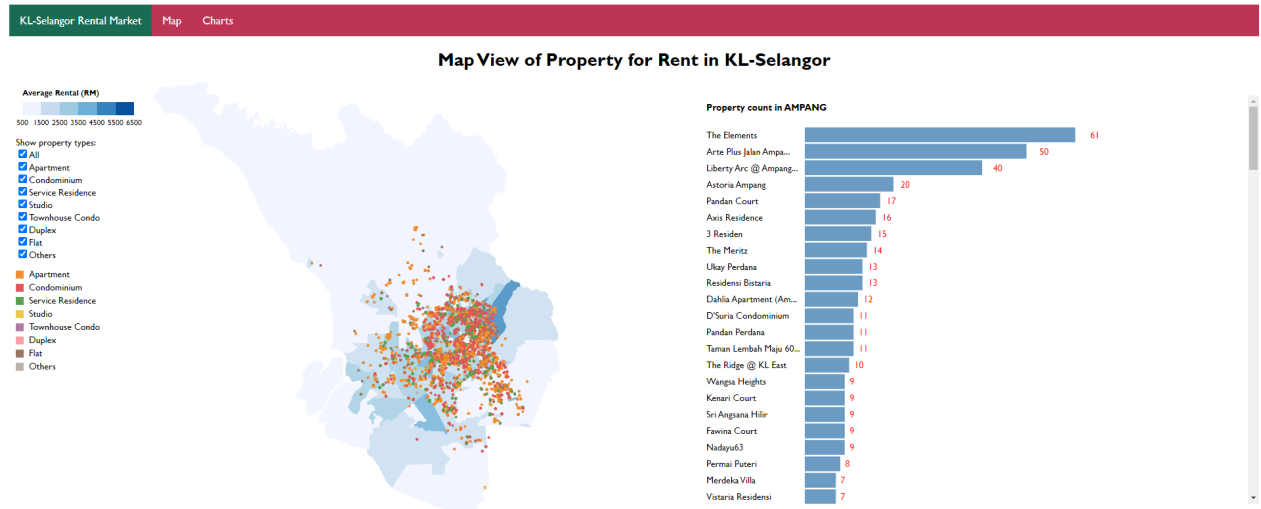 KL-Selangor Rental Market Map Charts
Map View of Property for Rent in KL-Selangor
Average Rental (RM)
500 1500 2500 3500 4500 5500 6500
Show property types:
All
Apartment
Condominium
Service Residence
Studio
Townhouse Condo
Duplex
Flat
Others
Apartment
Condominium
Service Residence
Studio
Townhouse Condo
Duplex
Flat
Others
Property count in AMPANG
The Elements 61
Arte Plus Jalan Ampa... 50
Liberty Arc @ Ampang... 40
Astoria Ampang 20
Pandan Court 17
Axis Residence 16
3 Residen 15
The Meritz 14
Ukay Perdana 13
Residensi Bistaria 13
Dahlia Apartment (Am... 12
D'Suria Condominium 11
Pandan Perdana 11
Taman Lembah Maju 60... 11
The Ridge @ KL East 10
Wangsa Heights 9
Kenari Court 9
Sri Angsana Hilir 9
Fawina Court 9
Nadayu63 9
Permai Puteri 8
Merdeka Villa 7
Vistaria Residensi 7